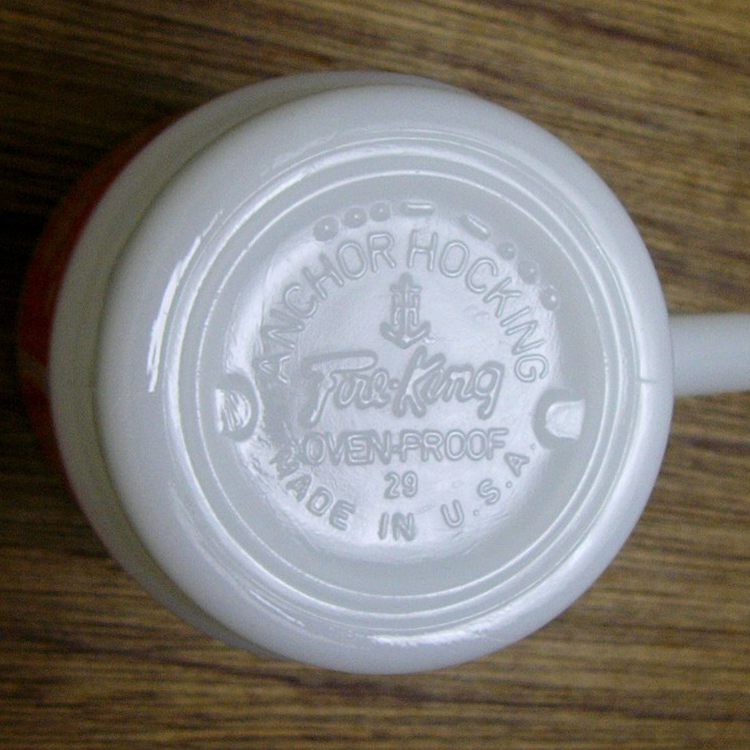 ANCHOR HOCKING
H
Fire-King
OVEN-PROOF
29
MADE IN U.S.A.